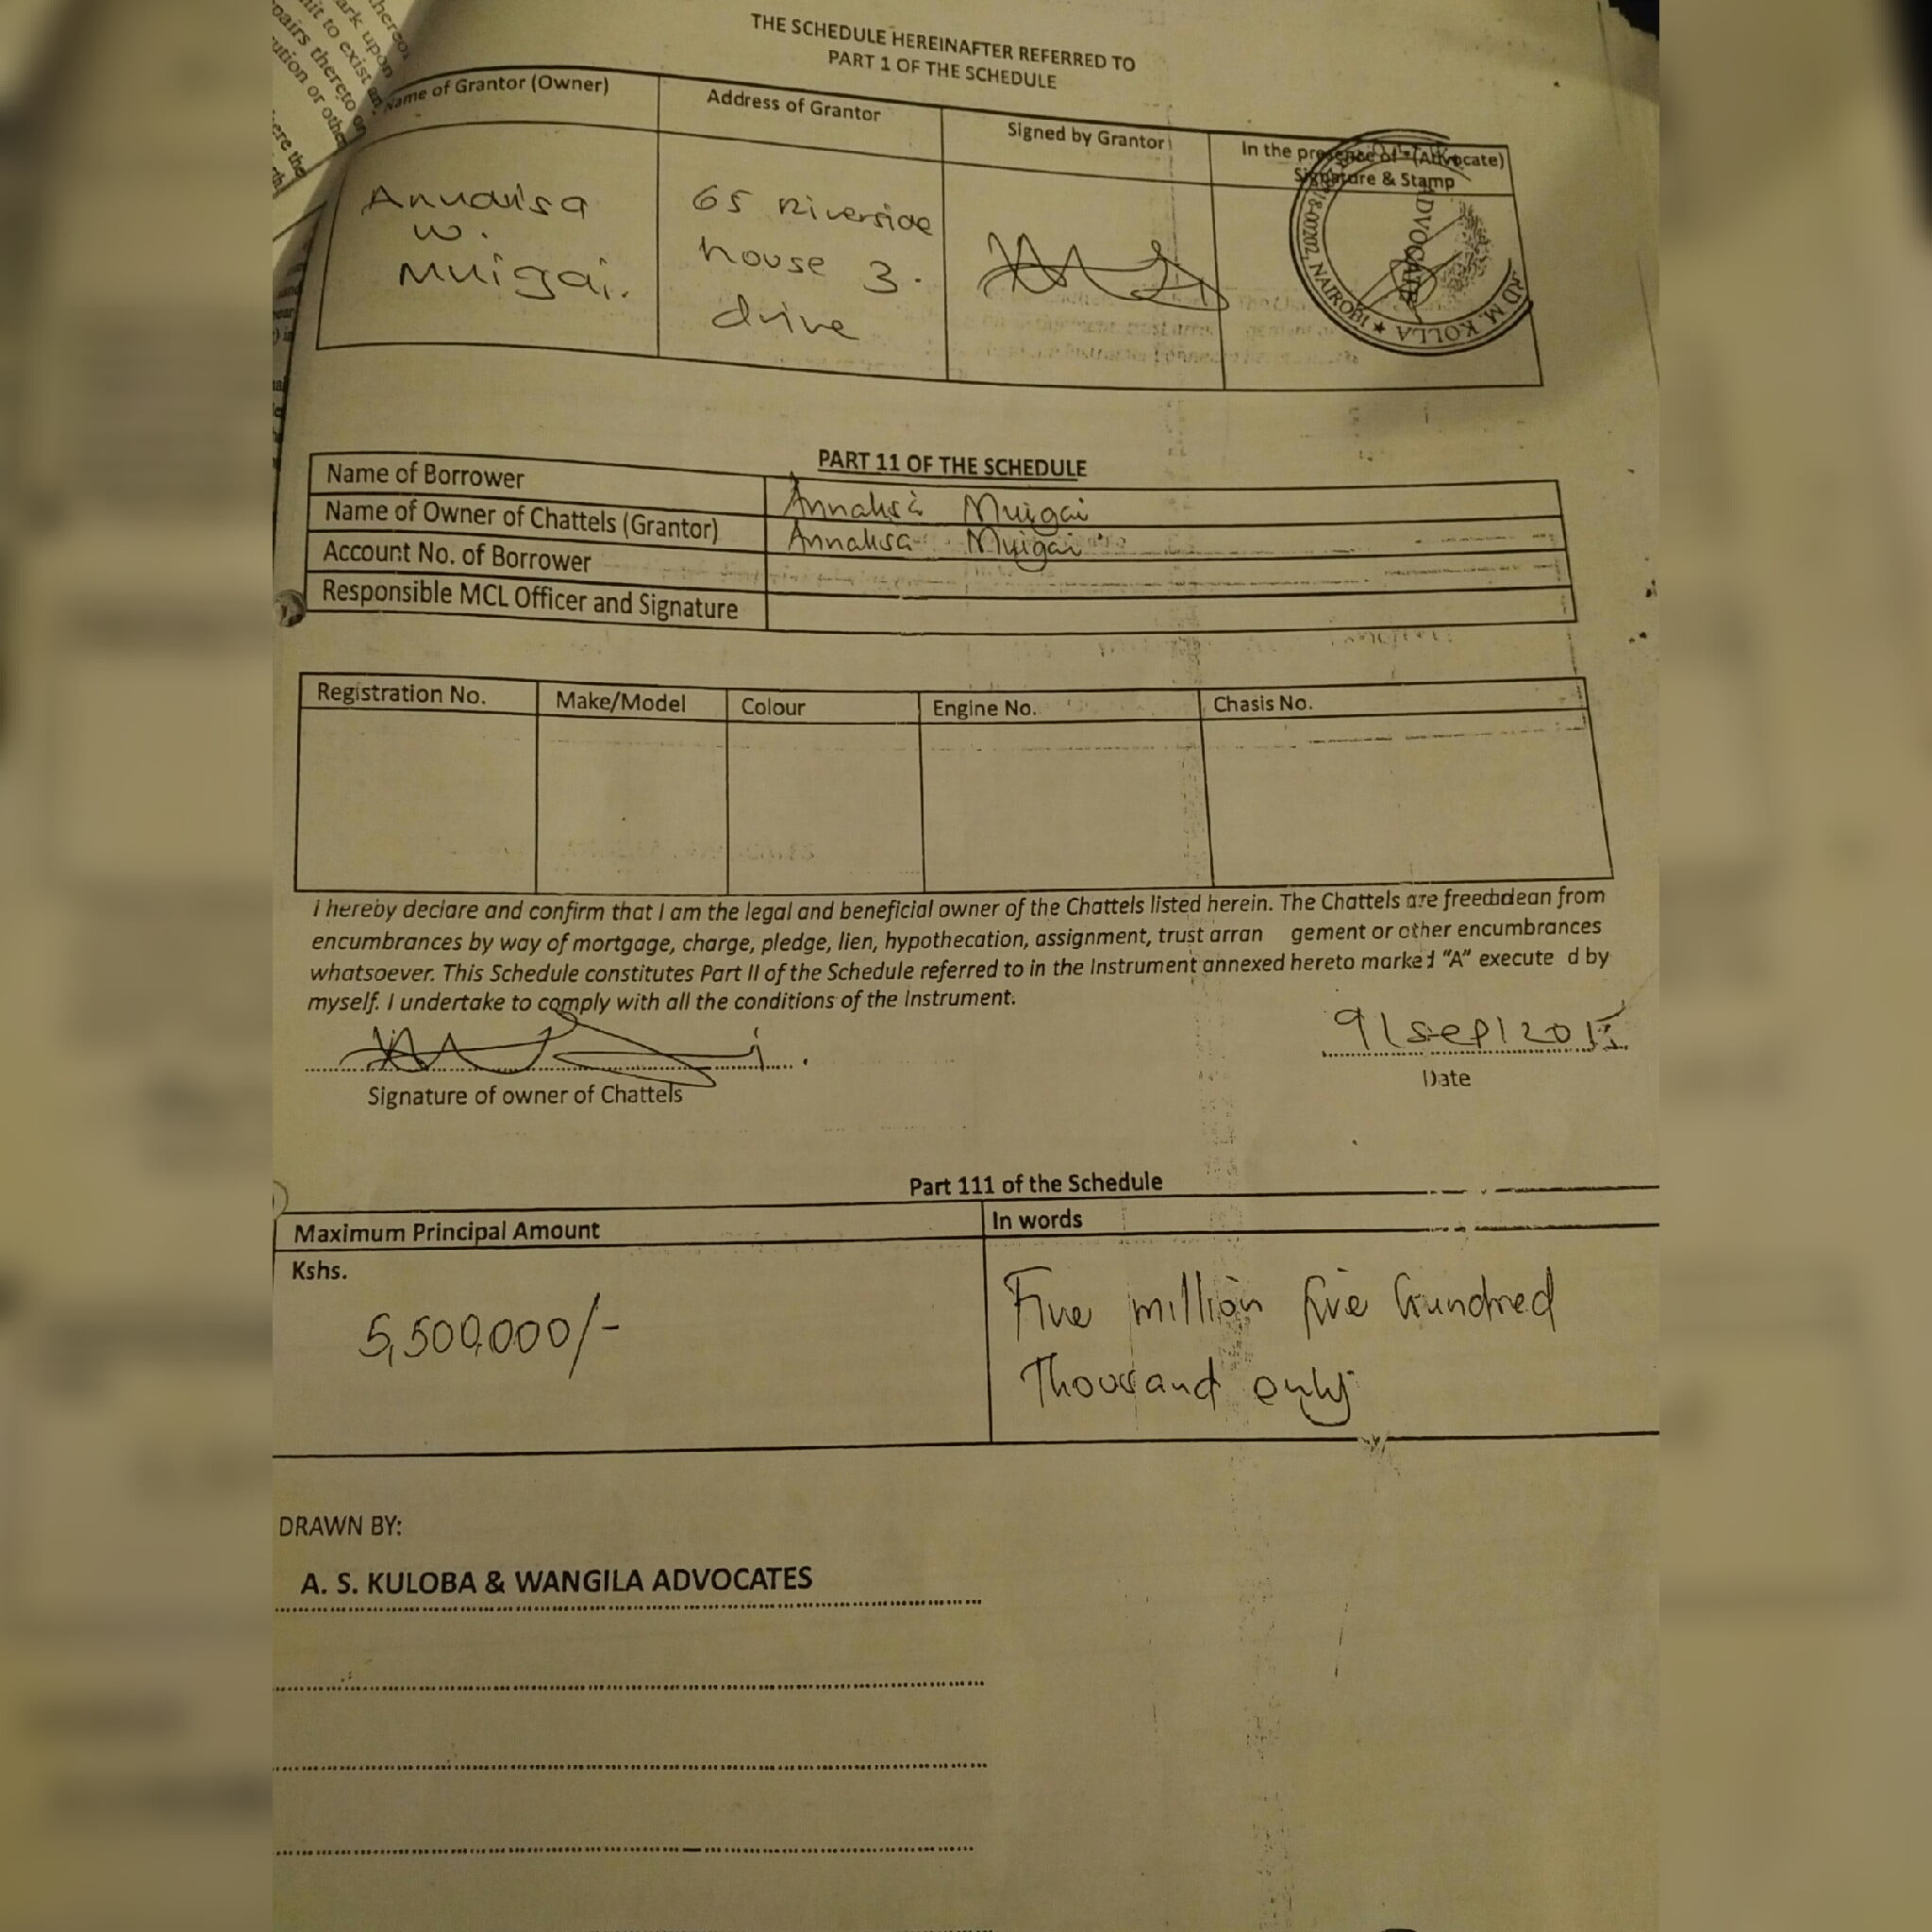 THE SCHEDULE HEREINAFTER REFERRED TO
PART 1 OF THE SCHEDULE
Name of Grantor (Owner)
Address of Grantor
Signed by Grantor
In the presence of (Advocate)
Signature & Stamp
W.
Muigai.
65 Riverside
house 3.
drive
ADVOCATE
RD M. KOLLA ★ NAIROBI
PART 11 OF THE SCHEDULE
Name of Borrower Annalisa Muigai
Name of Owner of Chattels (Grantor) Annalisa Muigai
Account No. of Borrower
Responsible MCL Officer and Signature
Registration No. Make/Model Colour Engine No. Chasis No.
I hereby declare and confirm that I am the legal and beneficial owner of the Chattels listed herein. The Chattels are from
encumbrances by way of mortgage, charge, pledge, lien, hypothecation, assignment, trust arran gement or other encumbrances
whatsoever. This Schedule constitutes Part II of the Schedule referred to in the Instrument annexed hereto marked "A" execute d by
myself. I undertake to comply with all the conditions of the Instrument.
Signature of owner of Chattels
Date
Part 111 of the Schedule
Maximum Principal Amount In words
Kshs.
5,500,000/-
Five million five hundred
Thousand only
DRAWN BY:
A. S. KULOBA & WANGILA ADVOCATES